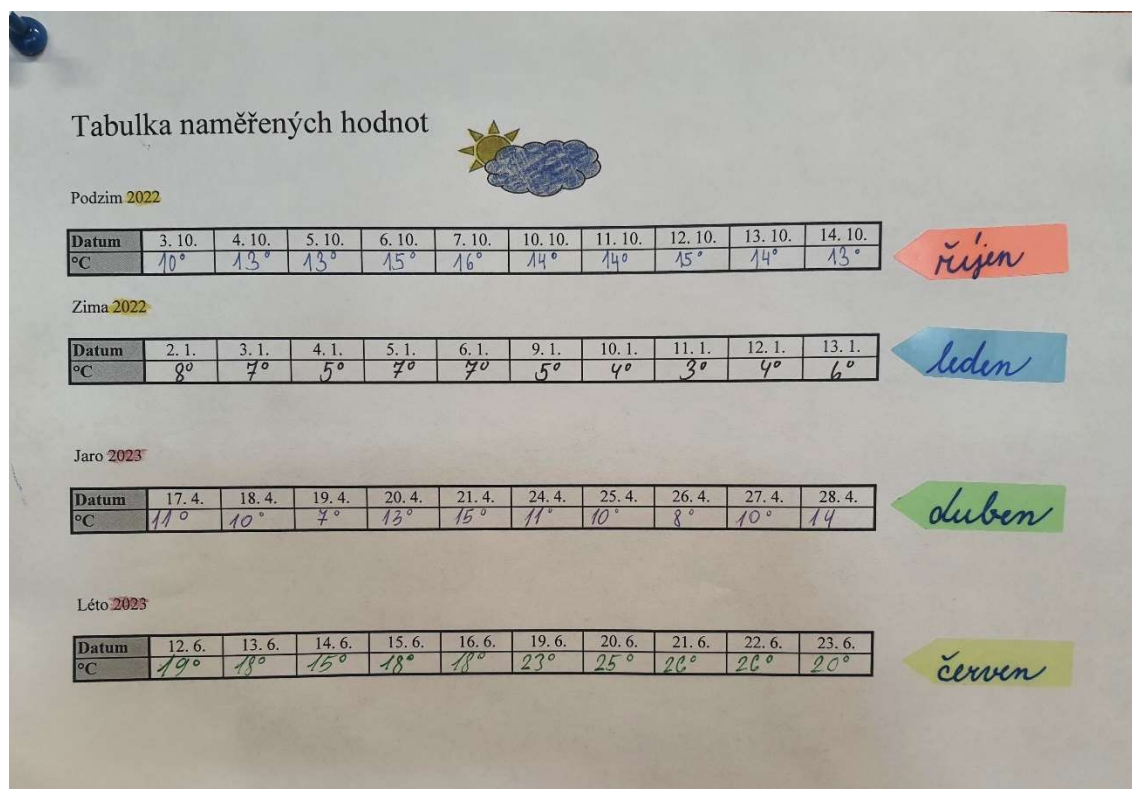 Tabulka naměřených hodnot
Podzim 2022
Datum 3. 10. 4. 10. 5. 10. 6. 10. 7. 10. 10. 10. 11. 10. 12. 10. 13. 10. 14. 10.
°C 10° 13° 13° 15° 16° 14° 14° 15° 14° 13°
říjen
Zima 2022
Datum 2. 1. 3. 1. 4. 1. 5. 1. 6. 1. 9. 1. 10. 1. 11. 1. 12. 1. 13. 1.
°C 8° 7° 5° 7° 7° 5° 4° 3° 4° 6°
leden
Jaro 2023
Datum 17. 4. 18. 4. 19. 4. 20. 4. 21. 4. 24. 4. 25. 4. 26. 4. 27. 4. 28. 4.
°C 11° 10° 7° 13° 15° 11° 10° 8° 10° 14
duben
Léto 2023
Datum 12. 6. 13. 6. 14. 6. 15. 6. 16. 6. 19. 6. 20. 6. 21. 6. 22. 6. 23. 6.
°C 19° 18° 15° 18° 18° 23° 25° 26° 26° 20°
červen